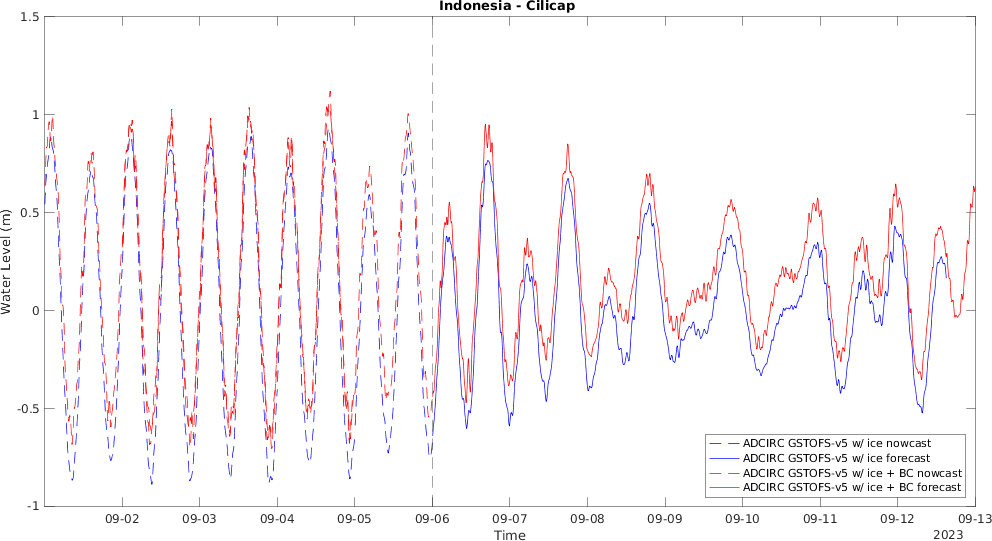 Indonesia - Cilicap
1.5
1
0.5
0
-0.5
-1
Water Level (m)
09-02
09-03
09-04
09-05
09-06
09-07
09-08
09-09
09-10
09-11
09-12
09-13
Time
2023
ADCIRC GSTOFS-v5 w/ ice nowcast
ADCIRC GSTOFS-v5 w/ ice forecast
ADCIRC GSTOFS-v5 w/ ice + BC nowcast
ADCIRC GSTOFS-v5 w/ ice + BC forecast